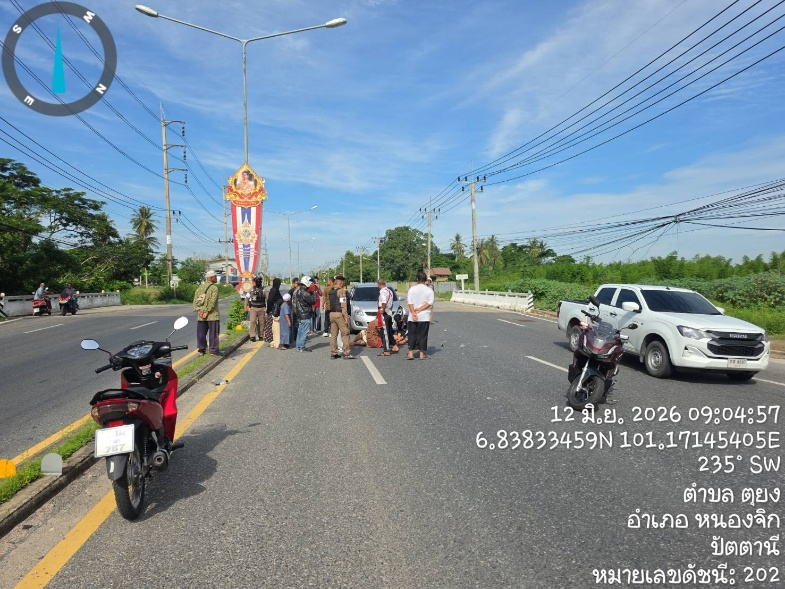 S
W
E
N
757
ISUZU
12 มิ.ย. 2026 09:04:57
6.83833459N 101.17145405E
235° SW
ตำบล ตุยง
อำเภอ หนองจิก
ปัตตานี
หมายเลขดัชนี: 202